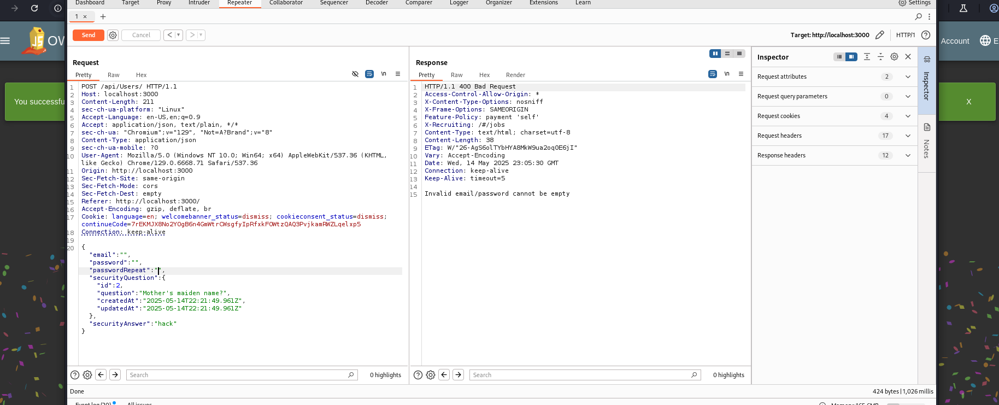 Dashboard Target Proxy Intruder Repeater Collaborator Sequencer Decoder Comparer Logger Organizer Extensions Learn Settings
1 × +
Send Cancel < > Target: http://localhost:3000 HTTP/1
JS OW
Account E
You successfu
X
Request
Pretty Raw Hex \n
1 POST /api/Users/ HTTP/1.1
2 Host: localhost:3000
3 Content-Length: 211
4 sec-ch-ua-platform: "Linux"
5 Accept-Language: en-US,en;q=0.9
6 Accept: application/json, text/plain, */*
7 sec-ch-ua: "Chromium";v="129", "Not=A?Brand";v="8"
8 Content-Type: application/json
9 sec-ch-ua-mobile: ?0
10 User-Agent: Mozilla/5.0 (Windows NT 10.0; Win64; x64) AppleWebKit/537.36 (KHTML,
like Gecko) Chrome/129.0.6668.71 Safari/537.36
11 Origin: http://localhost:3000
12 Sec-Fetch-Site: same-origin
13 Sec-Fetch-Mode: cors
14 Sec-Fetch-Dest: empty
15 Referer: http://localhost:3000/
16 Accept-Encoding: gzip, deflate, br
17 Cookie: language=en; welcomebanner_status=dismiss; cookieconsent_status=dismiss;
continueCode=7rEKMJX8No2YOgB6n4GmWtrCWsgfyIpRfxkFOWtzQAQ3PvjkamRWZLqelxp5
18 Connection: keep-alive
19
20 {
"email":"",
"password":"",
"passwordRepeat":"",
"securityQuestion":{
"id":2,
"question":"Mother's maiden name?",
"createdAt":"2025-05-14T22:21:49.961Z",
"updatedAt":"2025-05-14T22:21:49.961Z"
},
"securityAnswer":"hack"
}
Search 0 highlights
Response
Pretty Raw Hex Render \n
1 HTTP/1.1 400 Bad Request
2 Access-Control-Allow-Origin: *
3 X-Content-Type-Options: nosniff
4 X-Frame-Options: SAMEORIGIN
5 Feature-Policy: payment 'self'
6 X-Recruiting: /#/jobs
7 Content-Type: text/html; charset=utf-8
8 Content-Length: 38
9 ETag: W/"26-AgS6olTYbHYA8MkW9ua2oq0E6jI"
10 Vary: Accept-Encoding
11 Date: Wed, 14 May 2025 23:05:30 GMT
12 Connection: keep-alive
13 Keep-Alive: timeout=5
14
15 Invalid email/password cannot be empty
Search 0 highlights
Inspector
Request attributes 2
Request query parameters 0
Request cookies 4
Request headers 17
Response headers 12
Inspector
Notes
Done 424 bytes | 1,026 millis
Event log (20) All issues Memory: 165.6MB